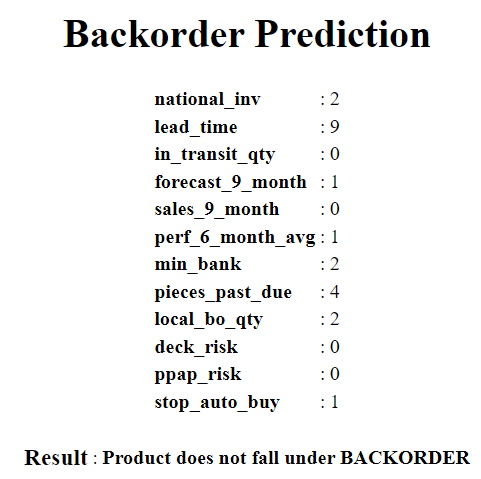 Backorder Prediction
national_inv : 2
lead_time : 9
in_transit_qty : 0
forecast_9_month : 1
sales_9_month : 0
perf_6_month_avg : 1
min_bank : 2
pieces_past_due : 4
local_bo_qty : 2
deck_risk : 0
ppap_risk : 0
stop_auto_buy : 1
Result : Product does not fall under BACKORDER